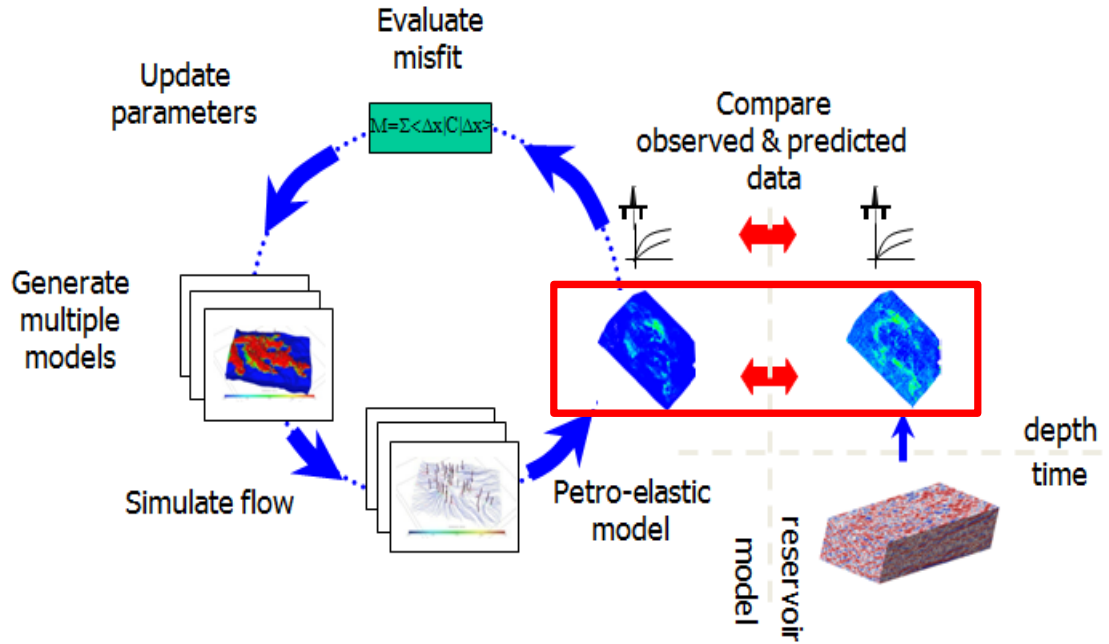 Evaluate
misfit
Update
parameters
M=Σ<Δx|C|Δx>
Compare
observed & predicted
data
Generate
multiple
models
depth
time
Simulate flow
Petro-elastic
model
model
reservoir